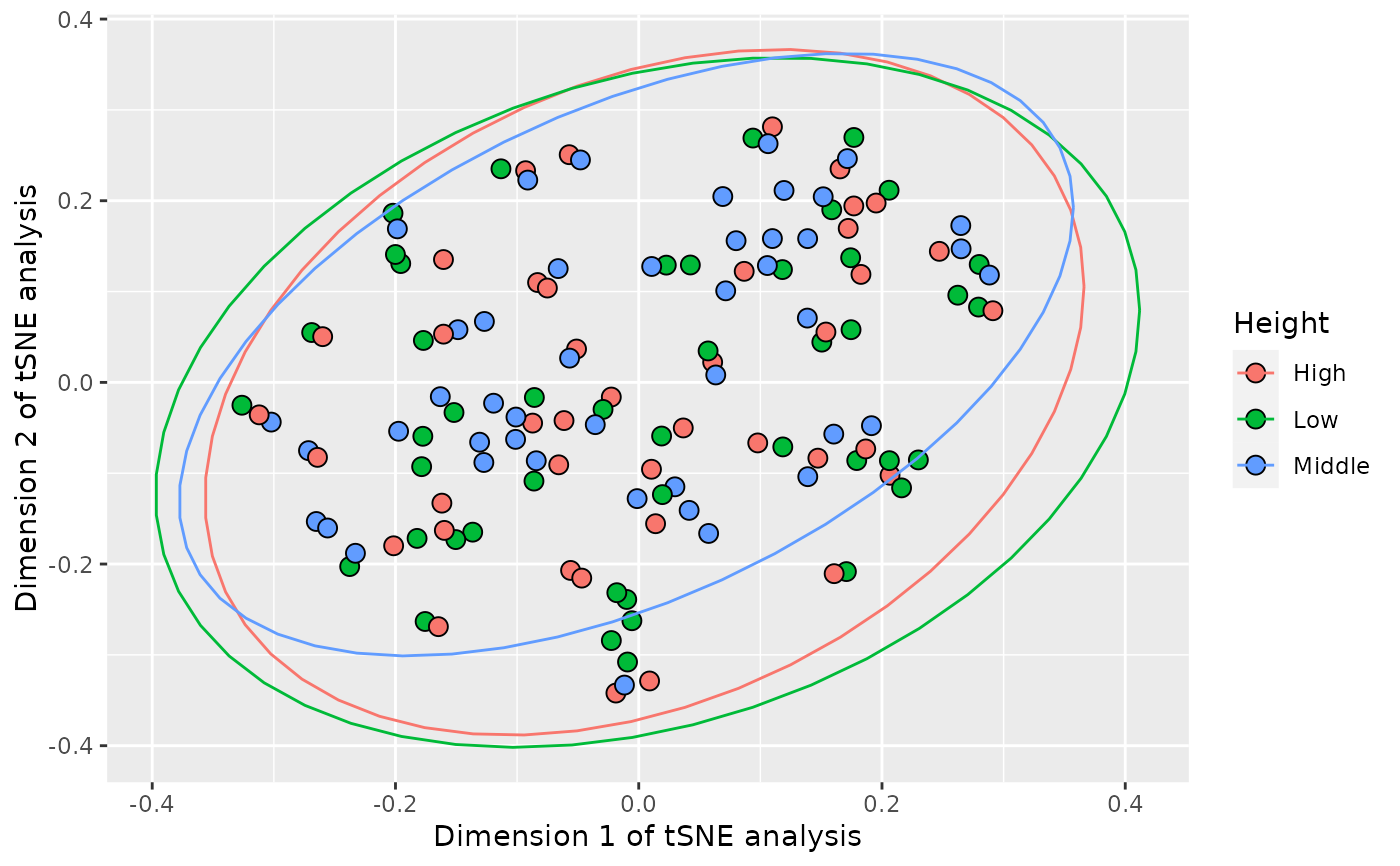 0.4
0.2
0.0
-0.2
-0.4
Dimension 2 of tSNE analysis
-0.4
-0.2
0.0
0.2
0.4
Dimension 1 of tSNE analysis
Height
High
Low
Middle